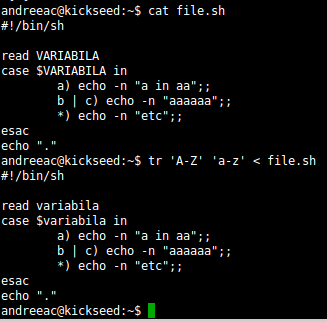 andreeac@kickseed:~$ cat file.sh
#!/bin/sh

read VARIABILA
case $VARIABILA in
        a) echo -n "a in aa";;
        b | c) echo -n "aaaaaa";;
        *) echo -n "etc";;
esac
echo "."
andreeac@kickseed:~$ tr 'A-Z' 'a-z' < file.sh
#!/bin/sh

read variabila
case $variabila in
        a) echo -n "a in aa";;
        b | c) echo -n "aaaaaa";;
        *) echo -n "etc";;
esac
echo "."
andreeac@kickseed:~$